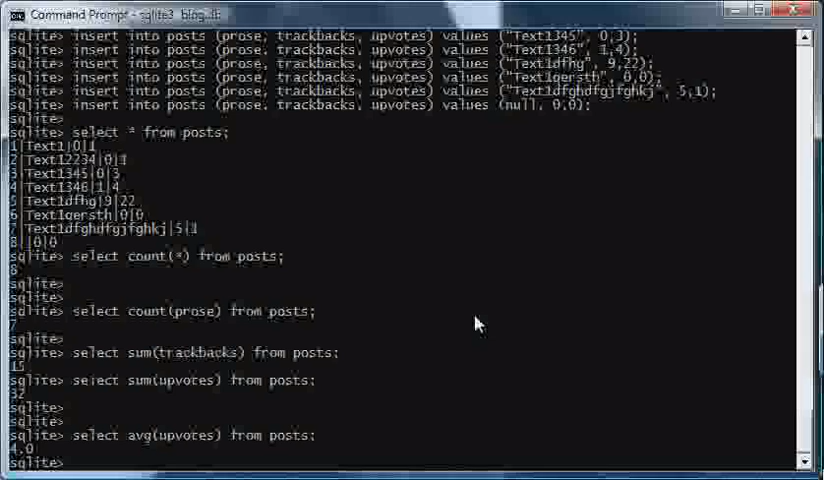 Command Prompt - sqlite3 blog.db
sqlite> insert into posts (prose, trackbacks, upvotes) values ("Text1345", 0,3);
sqlite> insert into posts (prose, trackbacks, upvotes) values ("Text1346", 1,4);
sqlite> insert into posts (prose, trackbacks, upvotes) values ("Text1dfhg", 9,22);
sqlite> insert into posts (prose, trackbacks, upvotes) values ("Text1qersth", 0,0);
sqlite> insert into posts (prose, trackbacks, upvotes) values ("Text1dfghdfgjfghkj", 5,1);
sqlite> insert into posts (prose, trackbacks, upvotes) values (null, 0,0);
sqlite>
sqlite> select * from posts;
1|Text1|0|1
2|Text12234|0|1
3|Text1345|0|3
4|Text1346|1|4
5|Text1dfhg|9|22
6|Text1qersth|0|0
7|Text1dfghdfgjfghkj|5|1
8||0|0
sqlite> select count(*) from posts;
8
sqlite>
sqlite>
sqlite> select count(prose) from posts;
7
sqlite>
sqlite> select sum(trackbacks) from posts;
15
sqlite> select sum(upvotes) from posts;
32
sqlite>
sqlite>
sqlite> select avg(upvotes) from posts;
4.0
sqlite>